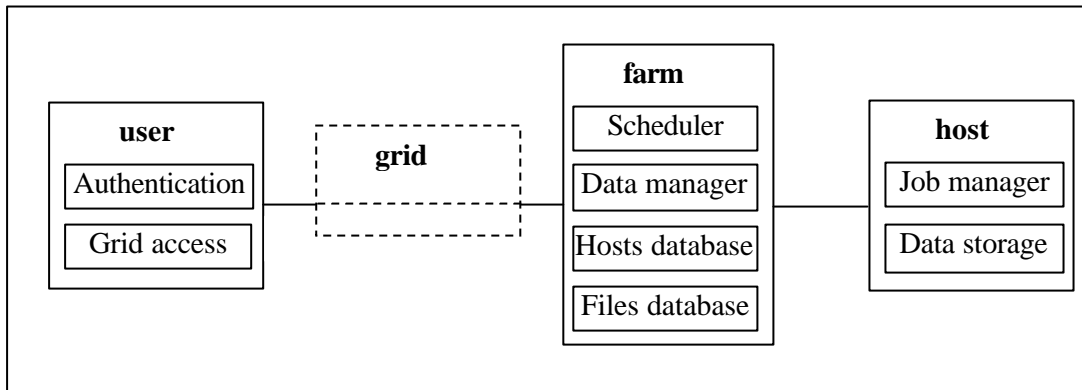 user
Authentication
Grid access
grid
farm
Scheduler
Data manager
Hosts database
Files database
host
Job manager
Data storage